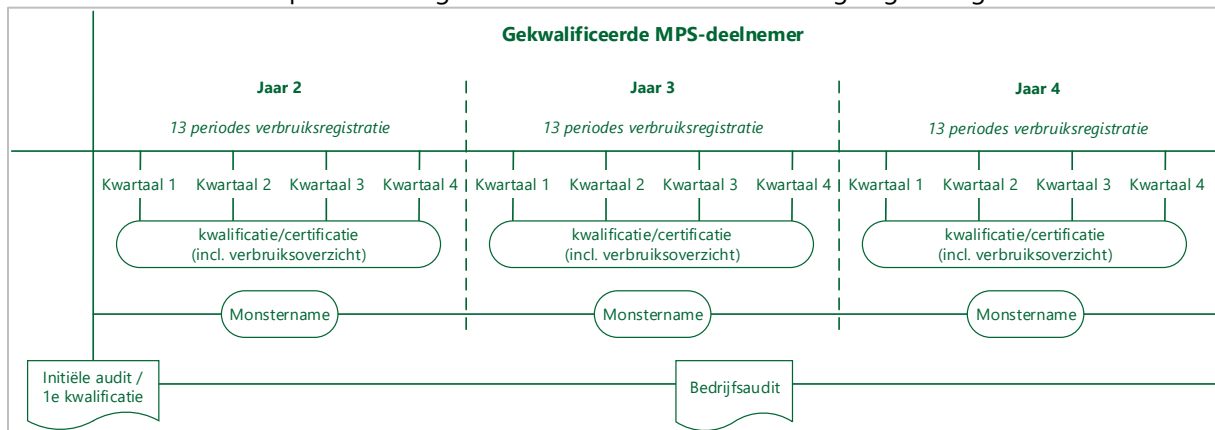 Gekwalificeerde MPS-deelnemer
Jaar 2
Jaar 3
Jaar 4
13 periodes verbruiksregistratie
13 periodes verbruiksregistratie
13 periodes verbruiksregistratie
Kwartaal 1 Kwartaal 2 Kwartaal 3 Kwartaal 4 Kwartaal 1 Kwartaal 2 Kwartaal 3 Kwartaal 4 Kwartaal 1 Kwartaal 2 Kwartaal 3 Kwartaal 4
kwalificatie/certificatie
(incl. verbruiksoverzicht)
kwalificatie/certificatie
(incl. verbruiksoverzicht)
kwalificatie/certificatie
(incl. verbruiksoverzicht)
Monstername
Monstername
Monstername
Initiële audit /
1e kwalificatie
Bedrijfsaudit